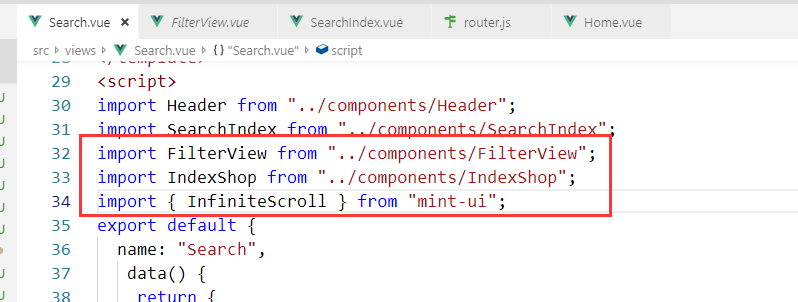 Search.vue FilterView.vue SearchIndex.vue router.js Home.vue
src > views > Search.vue > {} "Search.vue" > script
28 </template>
29 <script>
30 import Header from "../components/Header";
31 import SearchIndex from "../components/SearchIndex";
32 import FilterView from "../components/FilterView";
33 import IndexShop from "../components/IndexShop";
34 import { InfiniteScroll } from "mint-ui";
35 export default {
36 name: "Search",
37 data() {
38 return {